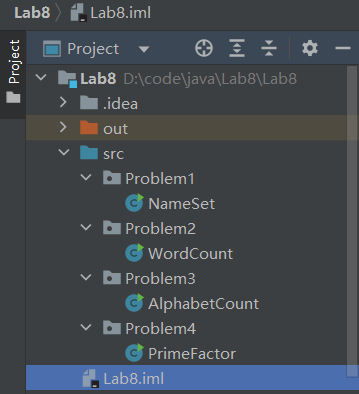 Lab8 Lab8.iml
Project
Project
Lab8 D:\code\java\Lab8\Lab8
.idea
out
src
Problem1
NameSet
Problem2
WordCount
Problem3
AlphabetCount
Problem4
PrimeFactor
Lab8.iml